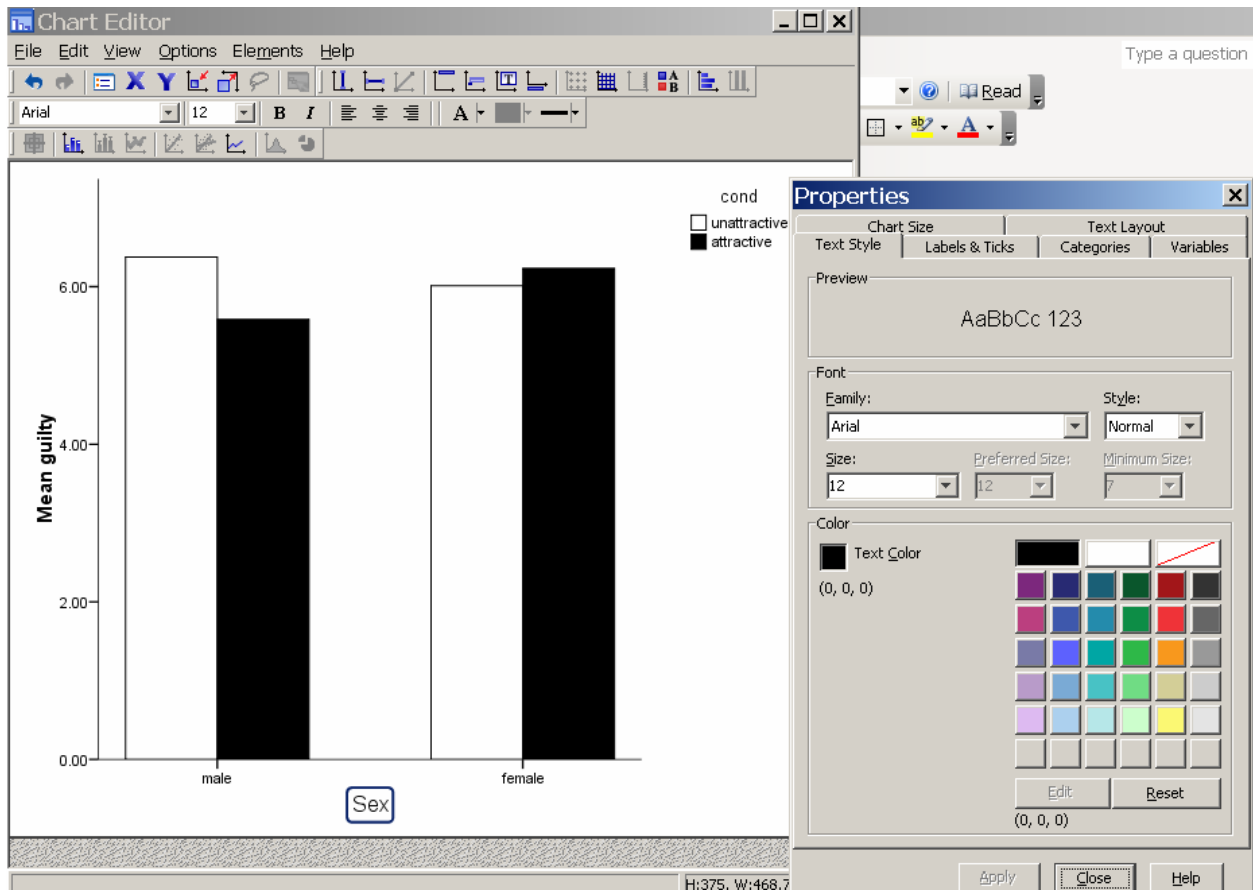 Chart Editor
File Edit View Options Elements Help
Type a question
X Y
A
B
Read
Arial 12 B I A
ab A
cond
unattractive
attractive
6.00
4.00
2.00
0.00
Mean guilty
male female
Sex
H:375, W:468.7
Properties
Chart Size Text Layout
Text Style Labels & Ticks Categories Variables
Preview
AaBbCc 123
Font
Family: Style:
Arial Normal
Size: Preferred Size: Minimum Size:
12 12 7
Color
Text Color
(0, 0, 0)
Edit Reset
(0, 0, 0)
Apply Close Help